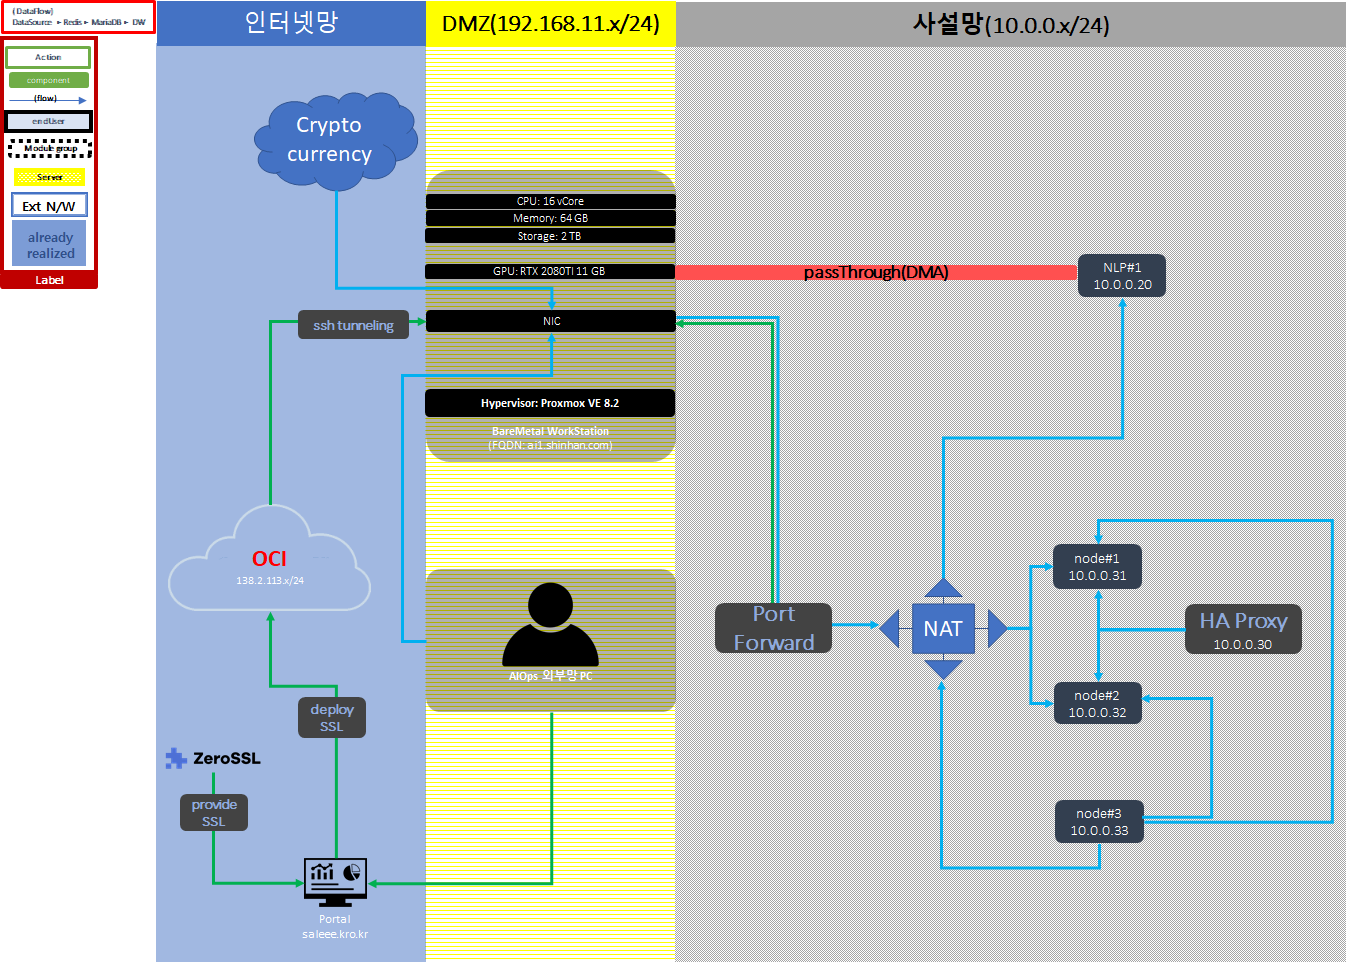 ( DataFlow)
DataSource ▸ Redis ▸ MariaDB ▸ DW
Action
component
(flow)
endUser
Module group
Server
Ext N/W
already
realized
Label
인터넷망
DMZ(192.168.11.x/24)
사설망(10.0.0.x/24)
Crypto
currency
CPU: 16 vCore
Memory: 64 GB
Storage: 2 TB
GPU: RTX 2080TI 11 GB
passThrough(DMA)
NLP#1
10.0.0.20
ssh tunneling
NIC
Hypervisor: Proxmox VE 8.2
BareMetal WorkStation
(FQDN: ai1.shinhan.com)
OCI
138.2.113.x/24
AIOps 외부망 PC
Port
Forward
NAT
node#1
10.0.0.31
HA Proxy
10.0.0.30
node#2
10.0.0.32
node#3
10.0.0.33
deploy
SSL
ZeroSSL
provide
SSL
Portal
saleee.kro.kr